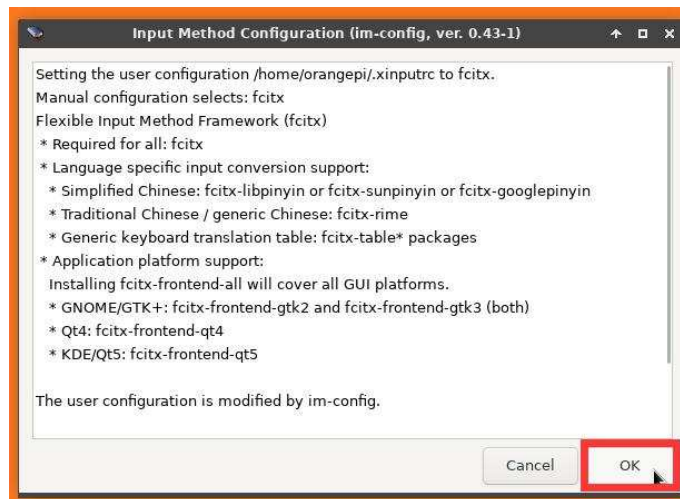 Input Method Configuration (im-config, ver. 0.43-1)
Setting the user configuration /home/orangepi/.xinputrc to fcitx.
Manual configuration selects: fcitx
Flexible Input Method Framework (fcitx)
* Required for all: fcitx
* Language specific input conversion support:
* Simplified Chinese: fcitx-libpinyin or fcitx-sunpinyin or fcitx-googlepinyin
* Traditional Chinese / generic Chinese: fcitx-rime
* Generic keyboard translation table: fcitx-table* packages
* Application platform support:
Installing fcitx-frontend-all will cover all GUI platforms.
* GNOME/GTK+: fcitx-frontend-gtk2 and fcitx-frontend-gtk3 (both)
* Qt4: fcitx-frontend-qt4
* KDE/Qt5: fcitx-frontend-qt5
The user configuration is modified by im-config.
Cancel OK